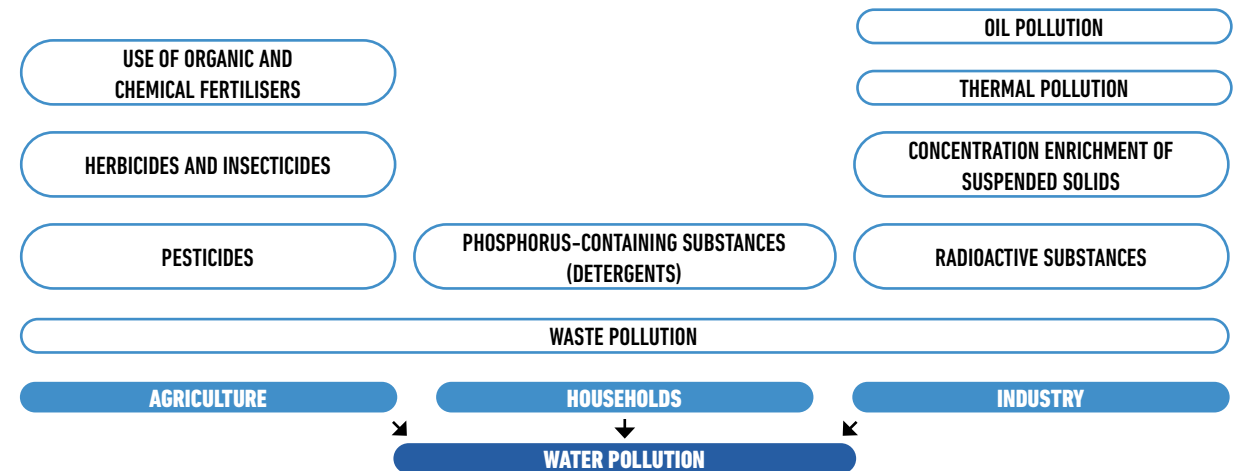 OIL POLLUTION
USE OF ORGANIC AND
CHEMICAL FERTILISERS
THERMAL POLLUTION
HERBICIDES AND INSECTICIDES
CONCENTRATION ENRICHMENT OF
SUSPENDED SOLIDS
PESTICIDES
PHOSPHORUS-CONTAINING SUBSTANCES
(DETERGENTS)
RADIOACTIVE SUBSTANCES
WASTE POLLUTION
AGRICULTURE
HOUSEHOLDS
INDUSTRY
WATER POLLUTION